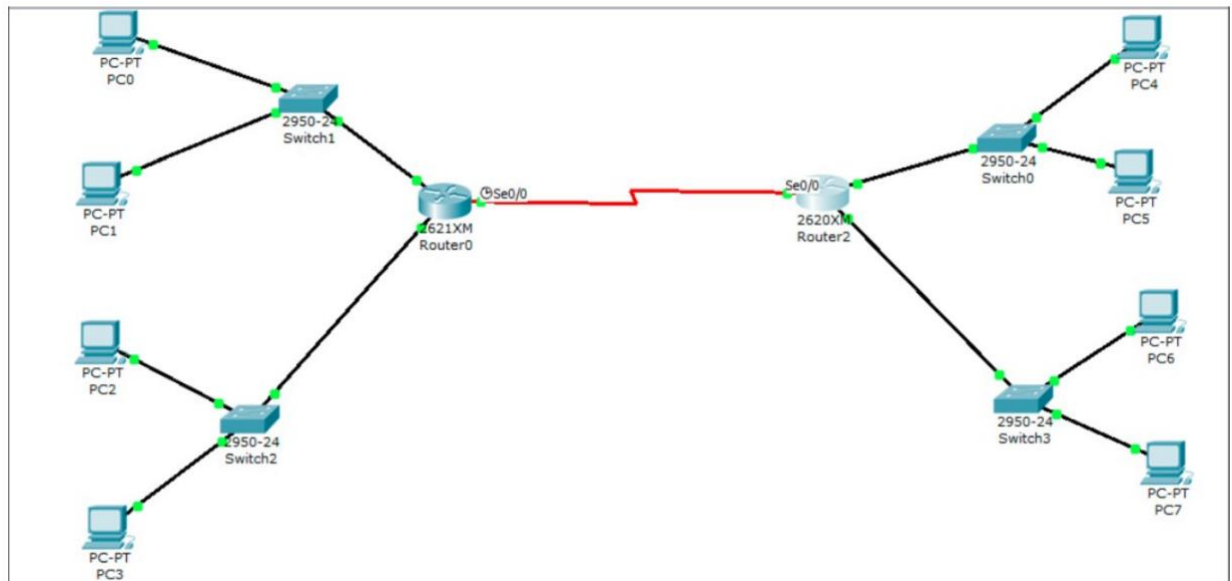 PC-PT
PC0
2950-24
Switch1
PC-PT
PC1
Se0/0
2621XM
Router0
PC-PT
PC2
2950-24
Switch2
PC-PT
PC3
Se0/0
2620XM
Router2
PC-PT
PC4
2950-24
Switch0
PC-PT
PC5
PC-PT
PC6
2950-24
Switch3
PC-PT
PC7